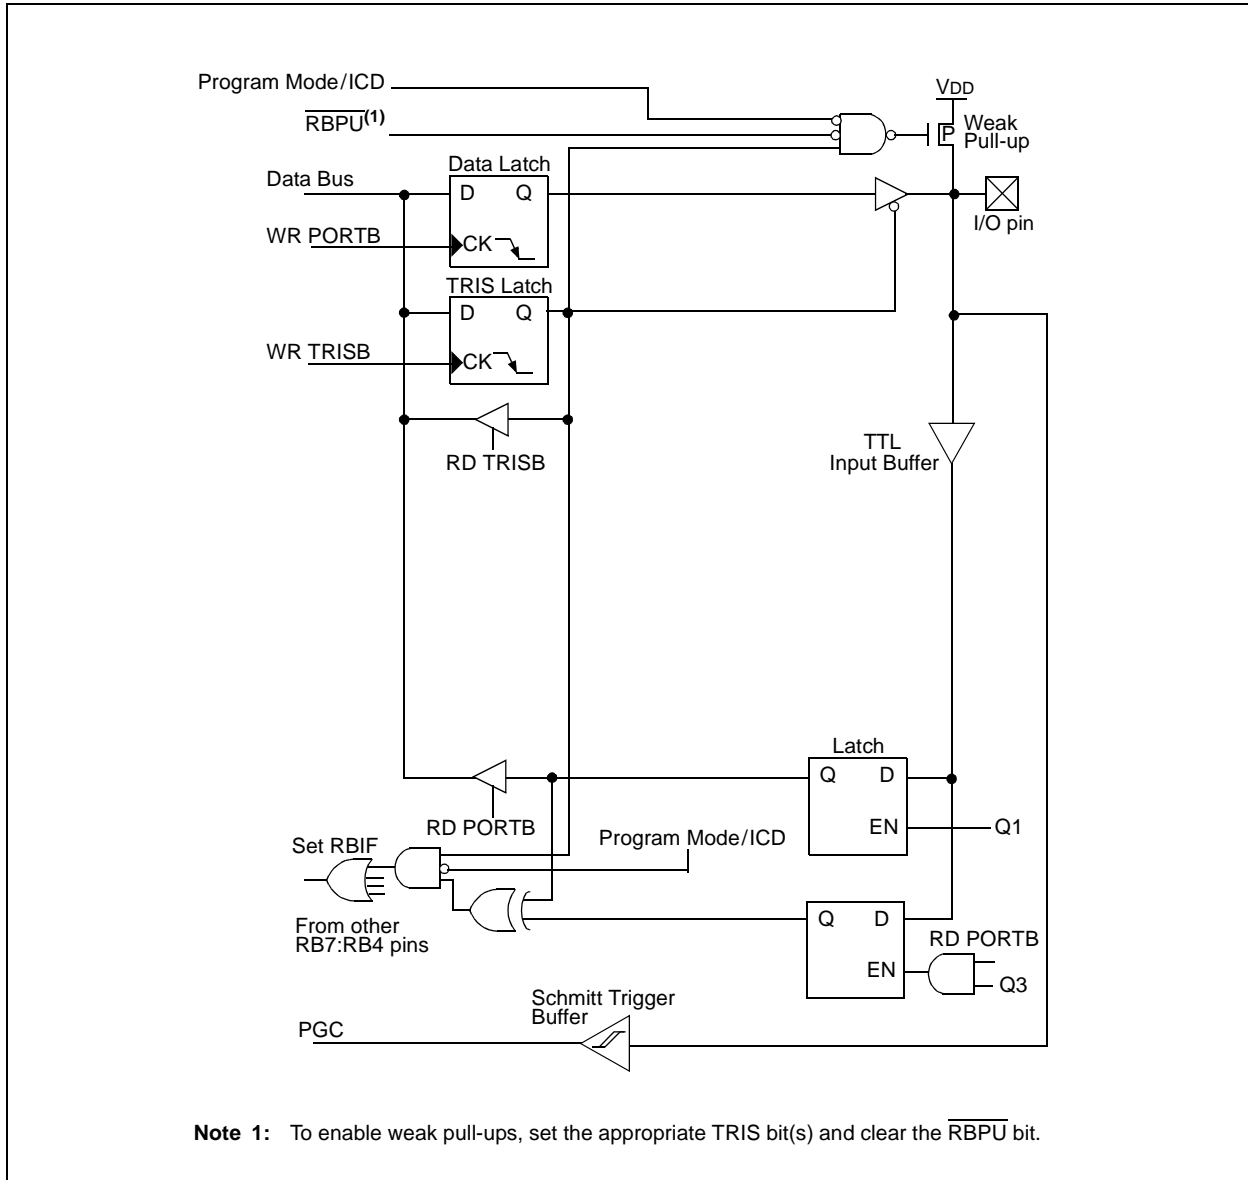 Program Mode/ICD
RBPU(1)
VDD
P
Weak
Pull-up
Data Latch
Data Bus
D Q
I/O pin
WR PORTB
CK
TRIS Latch
D Q
WR TRISB
CK
RD TRISB
TTL
Input Buffer
Latch
Q D
RD PORTB
EN
Q1
Program Mode/ICD
Set RBIF
Q D
From other
RB7:RB4 pins
RD PORTB
EN
Q3
Schmitt Trigger
Buffer
PGC
Note 1: To enable weak pull-ups, set the appropriate TRIS bit(s) and clear the RBPU bit.